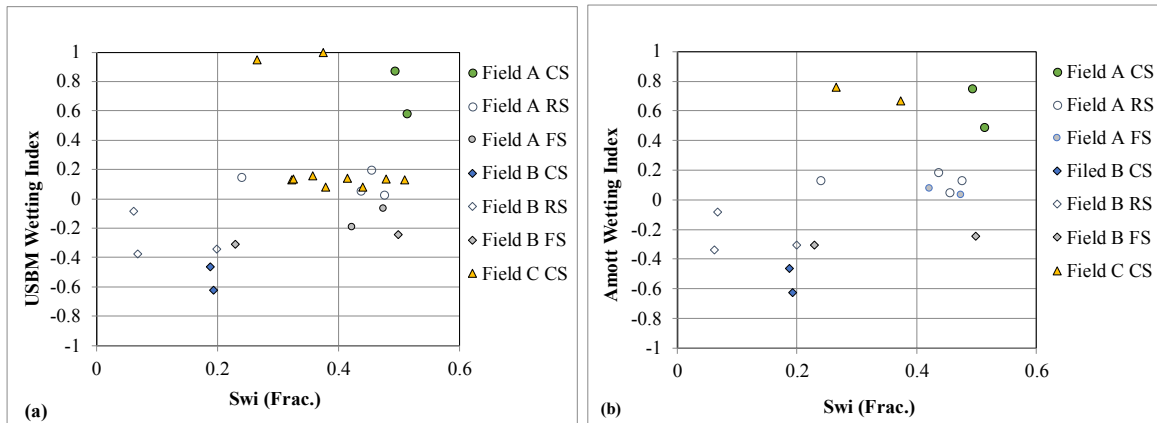 1
0.8
0.6
0.4
0.2
0
-0.2
-0.4
-0.6
-0.8
-1
USBM Wetting Index
0 0.2 0.4 0.6
Swi (Frac.)
(a)
Field A CS
Field A RS
Field A FS
Field B CS
Field B RS
Field B FS
Field C CS
1
0.8
0.6
0.4
0.2
0
-0.2
-0.4
-0.6
-0.8
-1
Amott Wetting Index
0 0.2 0.4 0.6
Swi (Frac.)
(b)
Field A CS
Field A RS
Field A FS
Filed B CS
Field B RS
Field B FS
Field C CS